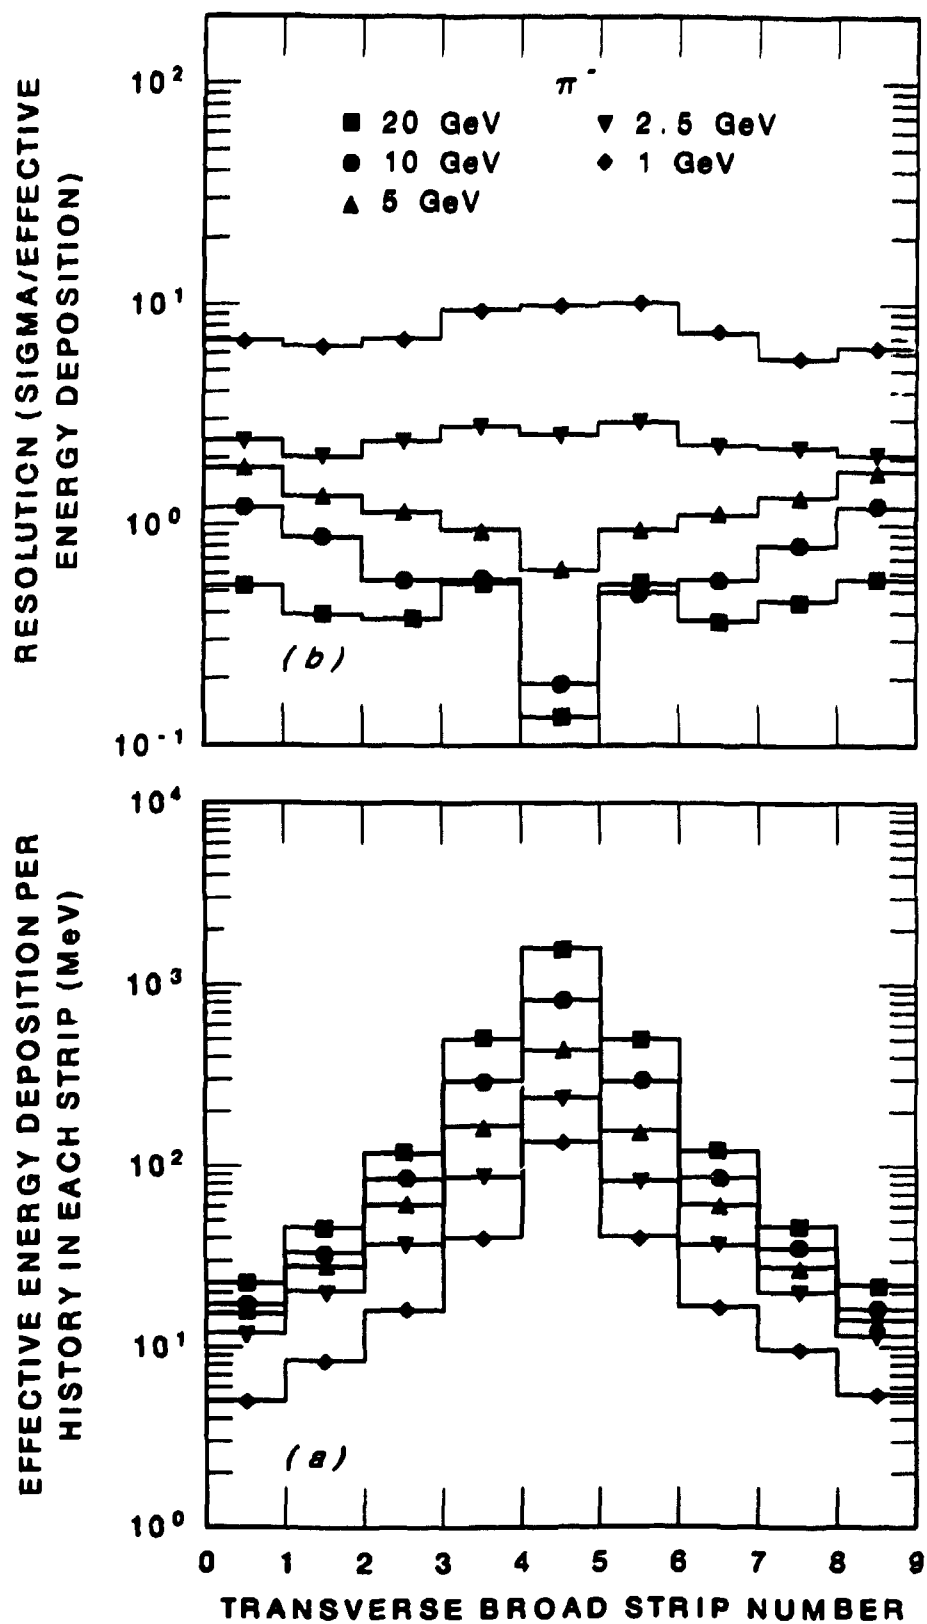 RESOLUTION (SIGMA/EFFECTIVE
ENERGY DEPOSITION)
10²
10¹
10⁰
10⁻¹
π⁻
20 GeV
10 GeV
5 GeV
2.5 GeV
1 GeV
(b)
EFFECTIVE ENERGY DEPOSITION PER
HISTORY IN EACH STRIP (MeV)
10⁴
10³
10²
10¹
10⁰
(a)
0 1 2 3 4 5 6 7 8 9
TRANSVERSE BROAD STRIP NUMBER